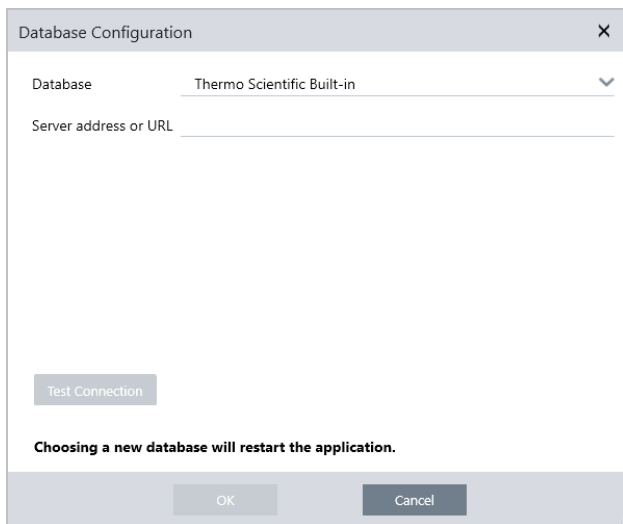 Database Configuration
Database Thermo Scientific Built-in
Server address or URL
Test Connection
Choosing a new database will restart the application.
OK Cancel